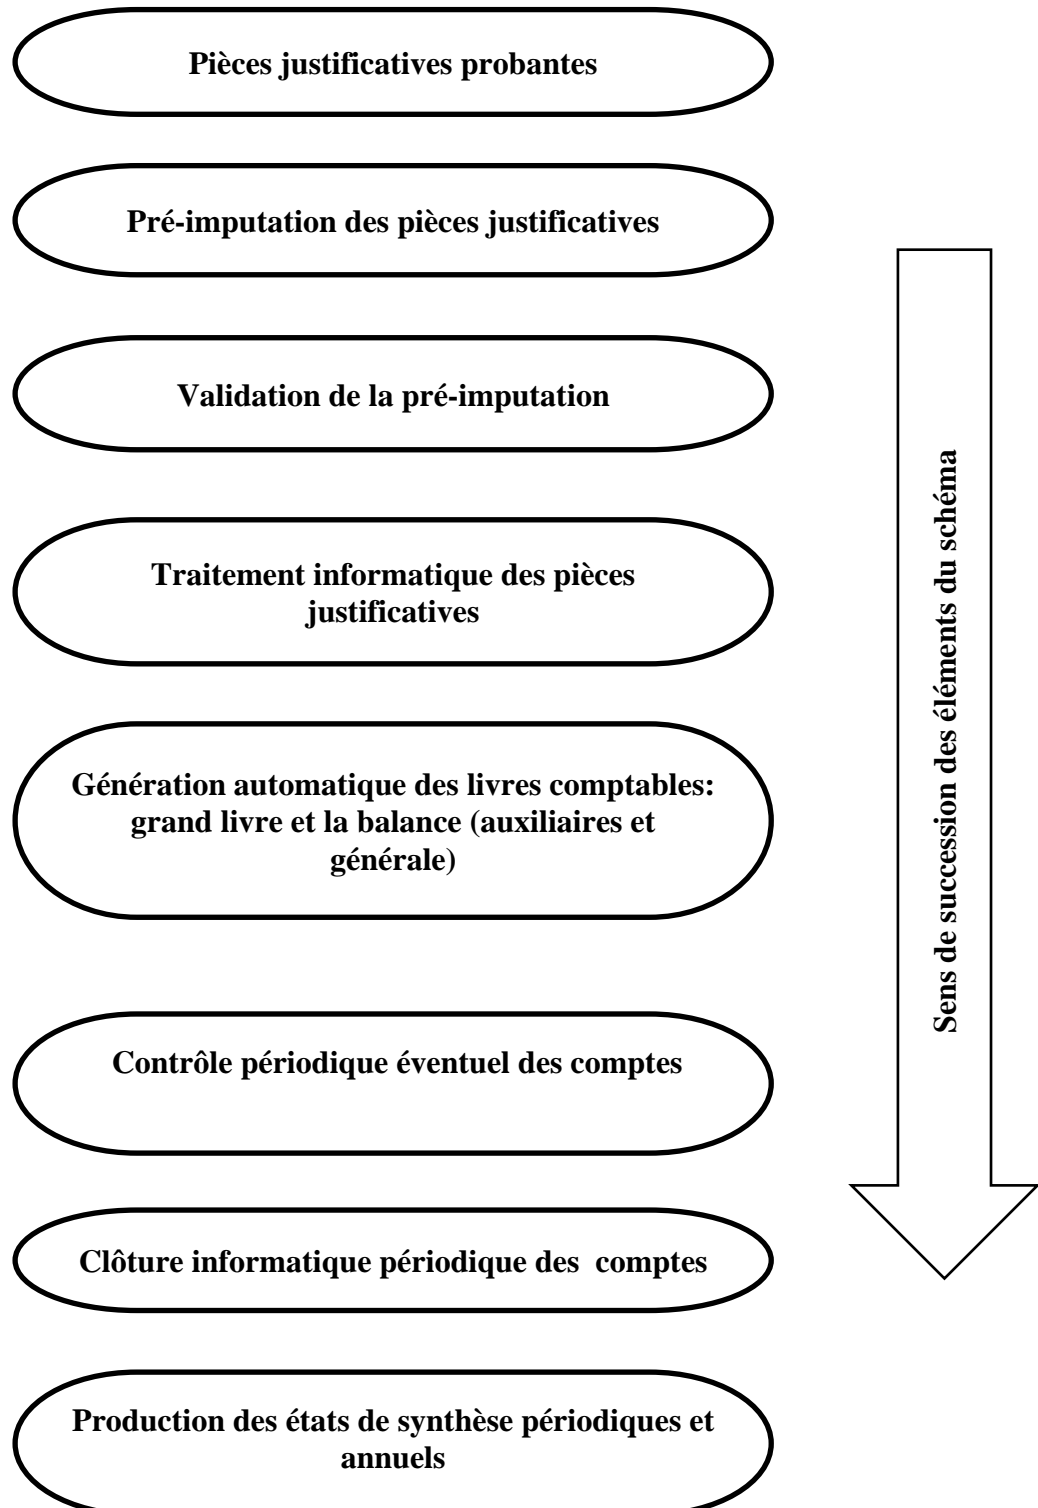 Pièces justificatives probantes
Pré-imputation des pièces justificatives
Validation de la pré-imputation
Traitement informatique des pièces
justificatives
Génération automatique des livres comptables:
grand livre et la balance (auxiliaires et
générale)
Contrôle périodique éventuel des comptes
Clôture informatique périodique des  comptes
Production des états de synthèse périodiques et
annuels
Sens de succession des éléments du schéma